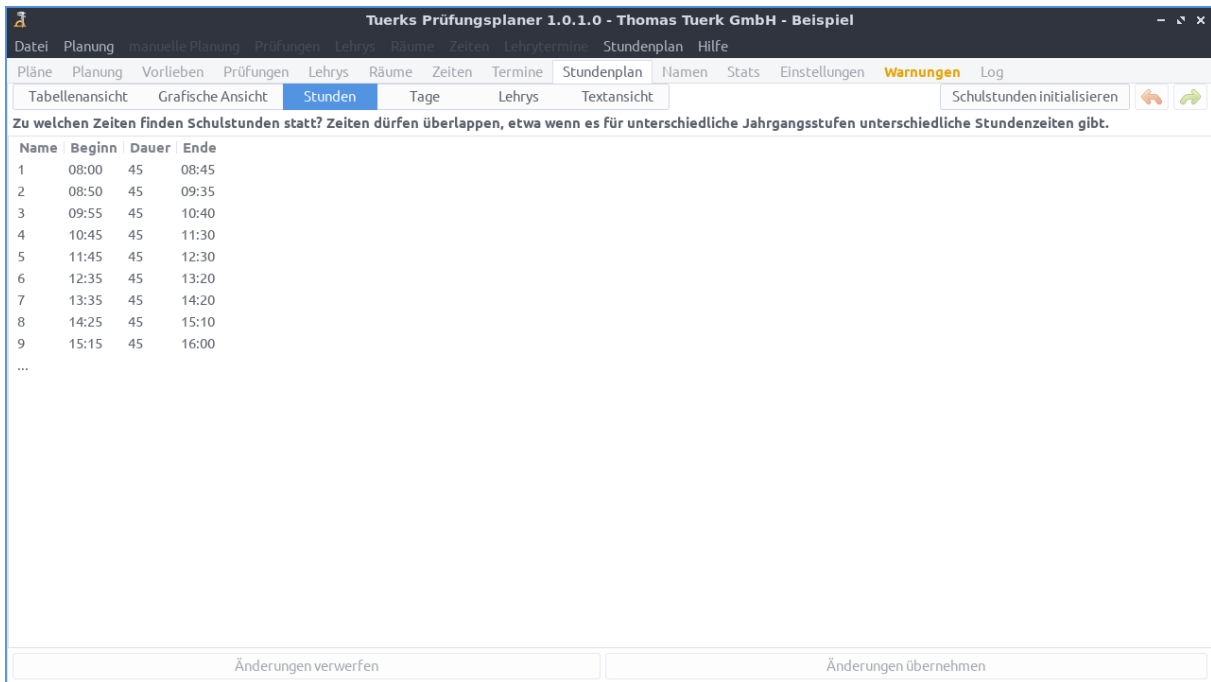 Tuerks Prüfungsplaner 1.0.1.0 - Thomas Tuerk GmbH - Beispiel
Datei Planung manuelle Planung Prüfungen Lehrys Räume Zeiten Lehrytermine Stundenplan Hilfe
Pläne Planung Vorlieben Prüfungen Lehrys Räume Zeiten Termine Stundenplan Namen Stats Einstellungen Warnungen Log
Tabellenansicht Grafische Ansicht Stunden Tage Lehrys Textansicht Schulstunden initialisieren
Zu welchen Zeiten finden Schulstunden statt? Zeiten dürfen überlappen, etwa wenn es für unterschiedliche Jahrgangsstufen unterschiedliche Stundenzeiten gibt.
Name Beginn Dauer Ende
1 08:00 45 08:45
2 08:50 45 09:35
3 09:55 45 10:40
4 10:45 45 11:30
5 11:45 45 12:30
6 12:35 45 13:20
7 13:35 45 14:20
8 14:25 45 15:10
9 15:15 45 16:00
...
Änderungen verwerfen Änderungen übernehmen